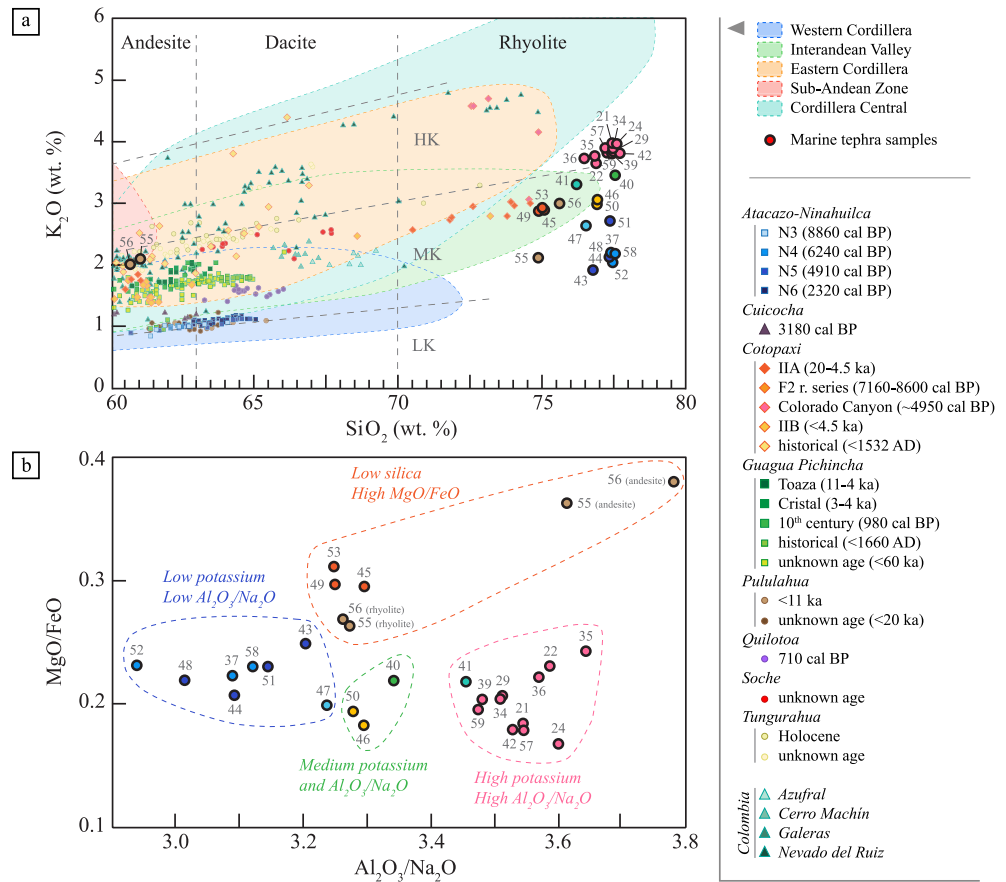 a
6
5
4
3
2
1
0
K₂O (wt. %)
Andesite
Dacite
Rhyolite
HK
MK
LK
56
55
21
34
24
57
35
29
36
59
39
42
22
41
40
53
46
49
45
56
50
51
47
55
37
48
58
44
43
52
60
65
70
75
80
SiO₂ (wt. %)
b
0.4
0.3
0.2
0.1
MgO/FeO
Low silica
High MgO/FeO
56 (andesite)
55 (andesite)
53
49
45
56 (rhyolite)
55 (rhyolite)
Low potassium
Low Al₂O₃/Na₂O
43
52
48
37
58
51
44
47
40
50
46
Medium potassium
and Al₂O₃/Na₂O
35
22
41
36
39
29
59
34
21
42
57
24
High potassium
High Al₂O₃/Na₂O
3.0
3.2
3.4
3.6
3.8
Al₂O₃/Na₂O
Western Cordillera
Interandean Valley
Eastern Cordillera
Sub-Andean Zone
Cordillera Central
Marine tephra samples
Atacazo-Ninahuilca
N3 (8860 cal BP)
N4 (6240 cal BP)
N5 (4910 cal BP)
N6 (2320 cal BP)
Cuicocha
3180 cal BP
Cotopaxi
IIA (20-4.5 ka)
F2 r. series (7160-8600 cal BP)
Colorado Canyon (~4950 cal BP)
IIB (<4.5 ka)
historical (<1532 AD)
Guagua Pichincha
Toaza (11-4 ka)
Cristal (3-4 ka)
10th century (980 cal BP)
historical (<1660 AD)
unknown age (<60 ka)
Pululahua
<11 ka
unknown age (<20 ka)
Quilotoa
710 cal BP
Soche
unknown age
Tungurahua
Holocene
unknown age
Colombia
Azufral
Cerro Machín
Galeras
Nevado del Ruiz